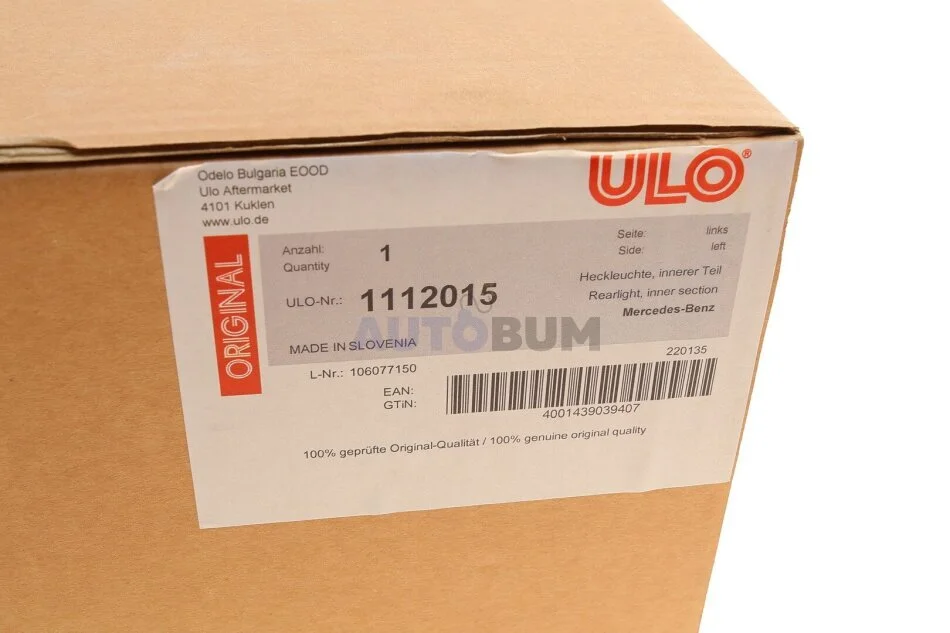 Odelo Bulgaria EOOD
Ulo Aftermarket
4101 Kuklen
www.ulo.de
ULO®
ORIGINAL
Anzahl: 1
Quantity
Seite: links
Side: left
ULO-Nr.: 1112015
Heckleuchte, innerer Teil
Rearlight, inner section
Mercedes-Benz
AUTOBUM
MADE IN SLOVENIA
220135
L-Nr.: 106077150
EAN:
GTiN:
4001439039407
100% geprüfte Original-Qualität / 100% genuine original quality